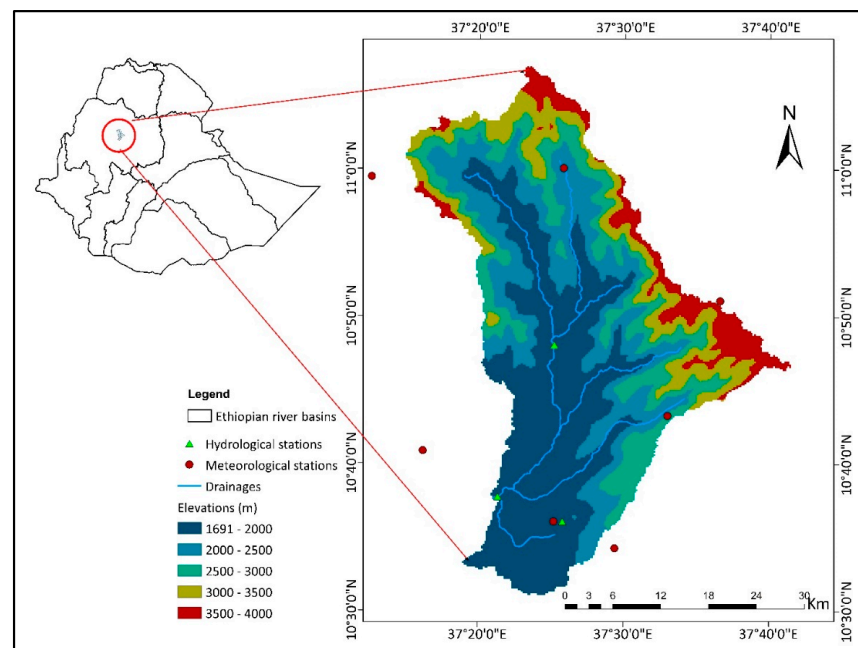 37°20'0"E
37°30'0"E
37°40'0"E
N
11°0'0"N
11°0'0"N
10°50'0"N
10°50'0"N
10°40'0"N
10°40'0"N
10°30'0"N
10°30'0"N
Legend
Ethiopian river basins
Hydrological stations
Meteorological stations
Drainages
Elevations (m)
1691 - 2000
2000 - 2500
2500 - 3000
3000 - 3500
3500 - 4000
0 3 6 12 18 24 30
Km
37°20'0"E
37°30'0"E
37°40'0"E